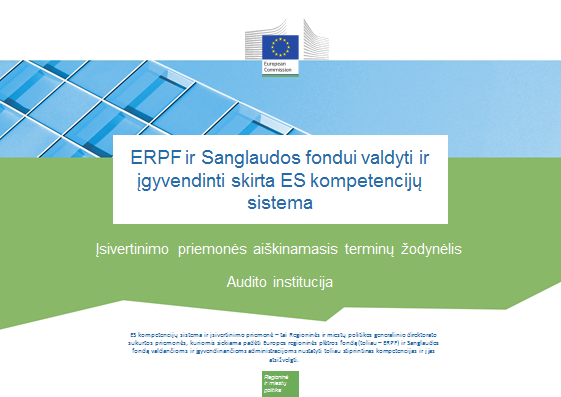 European
Commission
ERPF ir Sanglaudos fondui valdyti ir
įgyvendinti skirta ES kompetencijų
sistema
Įsivertinimo priemonės aiškinamasis terminų žodynėlis
Audito institucija
ES kompetencijų sistema ir įsivertinimo priemonė – tai Regioninės ir miestų politikos generalinio direktorato
sukurtos priemonės, kuriomis siekiama padėti Europos regioninės plėtros fondą (toliau – ERPF) ir Sanglaudos
fondą valdančioms ir įgyvendinančioms administracijoms nustatyti toliau stiprintinas kompetencijas ir į jas
atsižvelgti.
Regioninė
ir miestų
politika